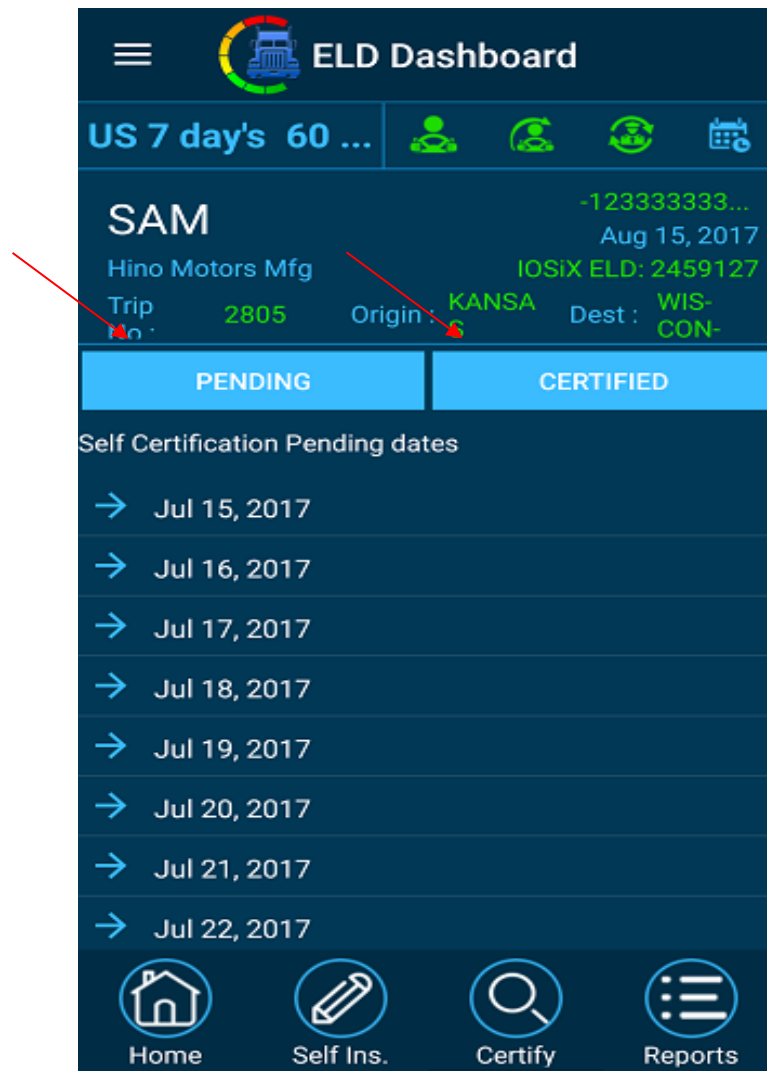 ELD Dashboard
US 7 day's 60 ...
SAM
-123333333...
Aug 15, 2017
Hino Motors Mfg
IOSiX ELD: 2459127
Trip No :
2805
Origin :
KANSA
S
Dest :
WIS-
CON-
PENDING
CERTIFIED
Self Certification Pending dates
Jul 15, 2017
Jul 16, 2017
Jul 17, 2017
Jul 18, 2017
Jul 19, 2017
Jul 20, 2017
Jul 21, 2017
Jul 22, 2017
Home
Self Ins.
Certify
Reports